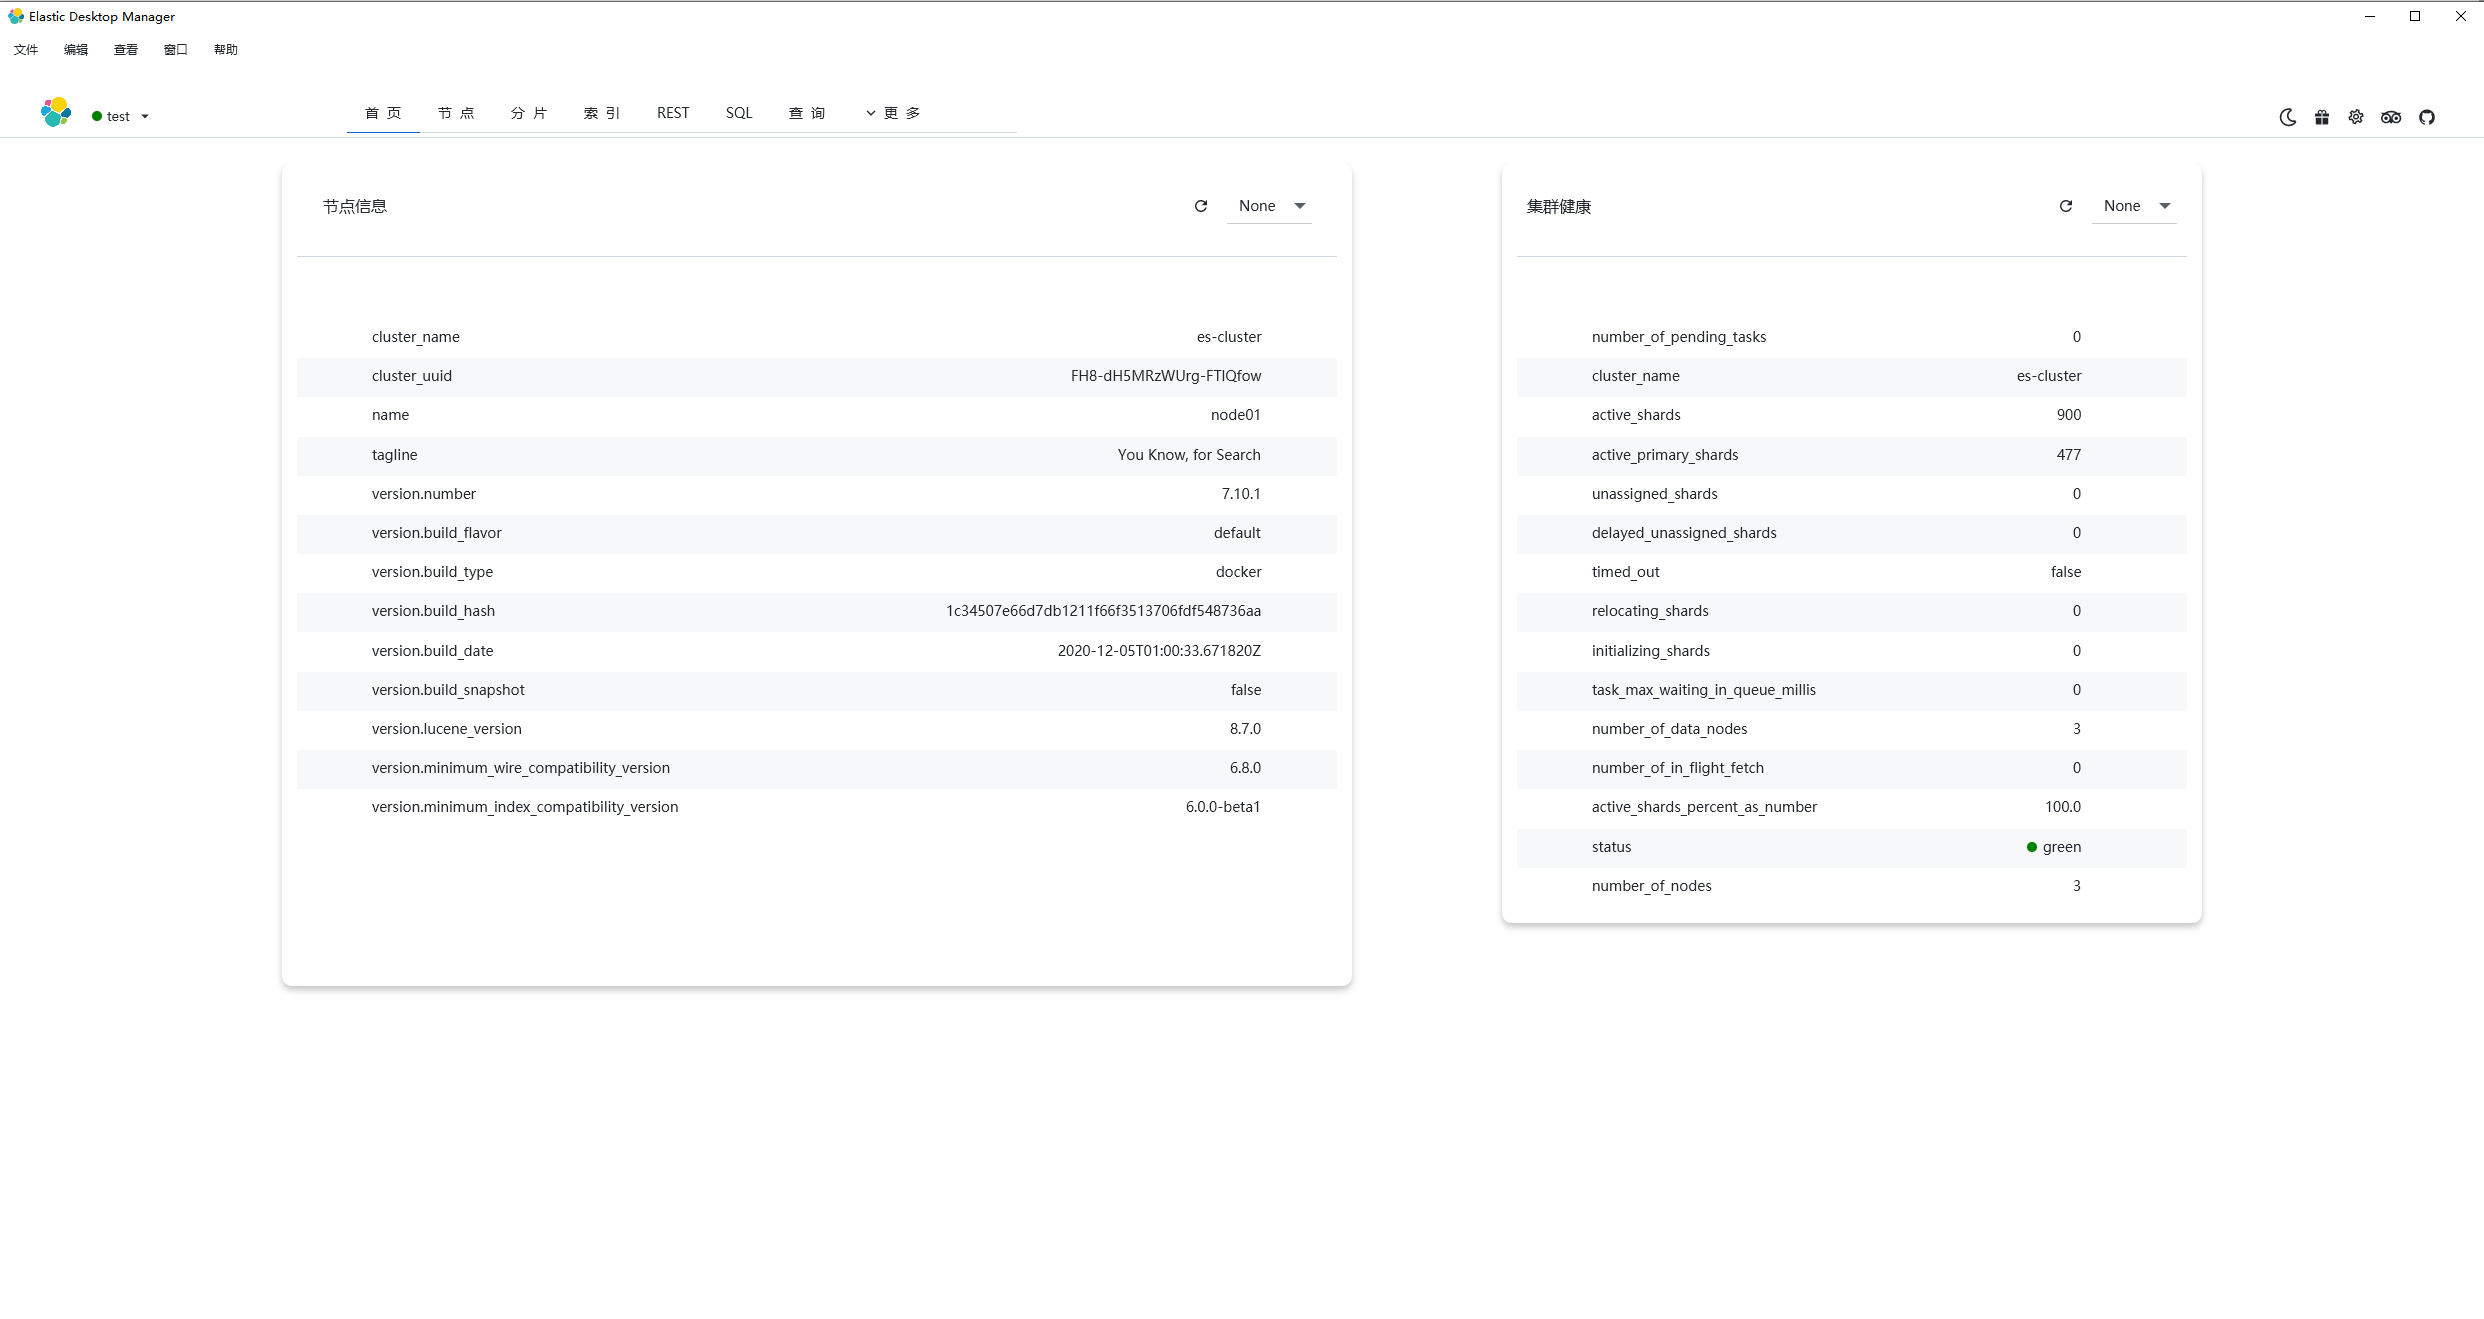 Elastic Desktop Manager
文件 编辑 查看 窗口 帮助
test 首页 节点 分片 索引 REST SQL 查询 更多
节点信息 None
cluster_name es-cluster
cluster_uuid FH8-dH5MRzWUrg-FTlQfow
name node01
tagline You Know, for Search
version.number 7.10.1
version.build_flavor default
version.build_type docker
version.build_hash 1c34507e66d7db1211f66f3513706fdf548736aa
version.build_date 2020-12-05T01:00:33.671820Z
version.build_snapshot false
version.lucene_version 8.7.0
version.minimum_wire_compatibility_version 6.8.0
version.minimum_index_compatibility_version 6.0.0-beta1
集群健康 None
number_of_pending_tasks 0
cluster_name es-cluster
active_shards 900
active_primary_shards 477
unassigned_shards 0
delayed_unassigned_shards 0
timed_out false
relocating_shards 0
initializing_shards 0
task_max_waiting_in_queue_millis 0
number_of_data_nodes 3
number_of_in_flight_fetch 0
active_shards_percent_as_number 100.0
status green
number_of_nodes 3